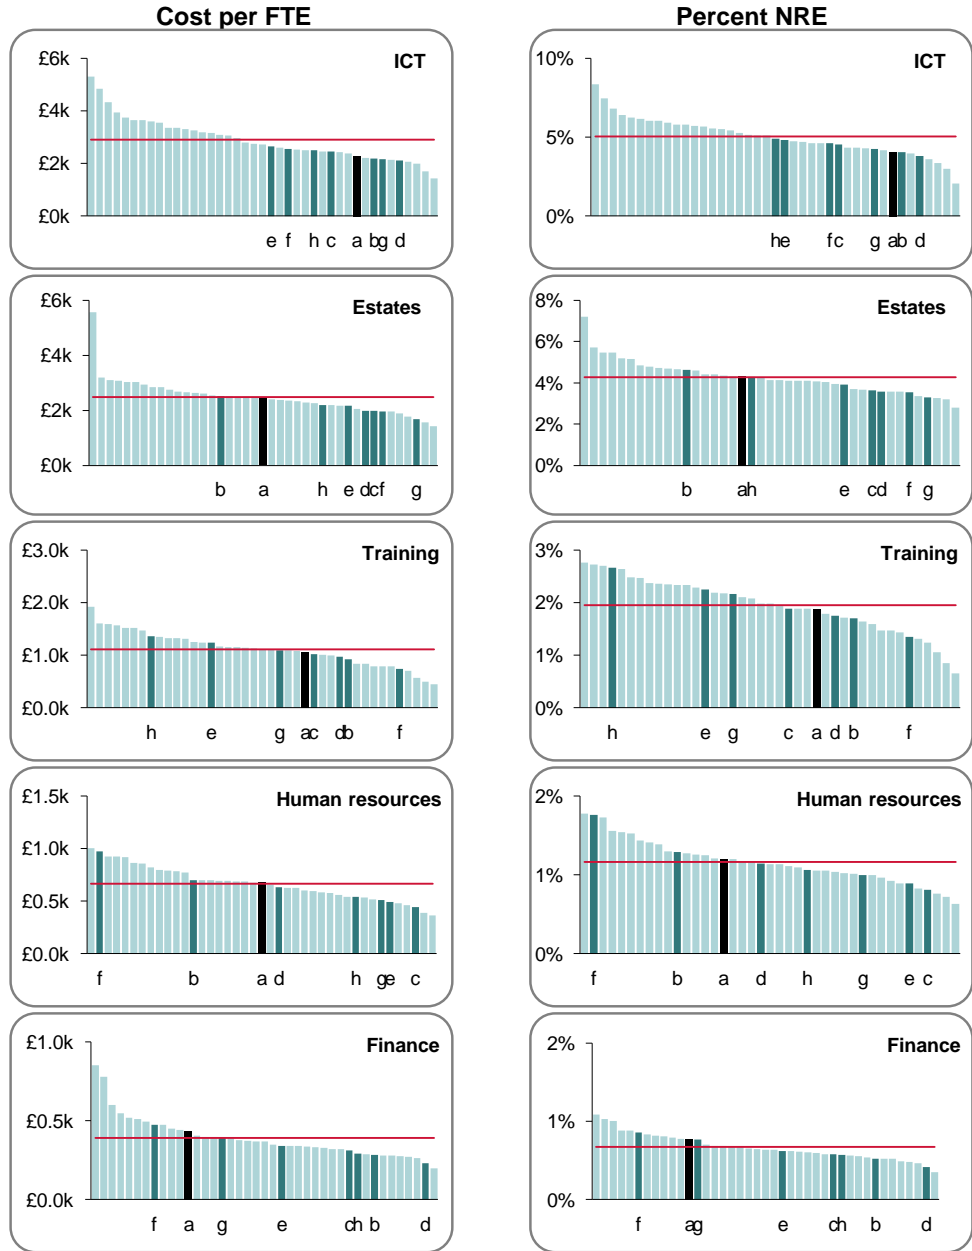 Cost per FTE
Percent NRE
ICT
£6k
£4k
£2k
£0k
e f h c a bg d
ICT
10%
5%
0%
he fc g ab d
Estates
£6k
£4k
£2k
£0k
b a h e dcf g
Estates
8%
6%
4%
2%
0%
b ah e cd f g
Training
£3.0k
£2.0k
£1.0k
£0.0k
h e g ac db f
Training
3%
2%
1%
0%
h e g c a d b f
Human resources
£1.5k
£1.0k
£0.5k
£0.0k
f b a d h ge c
Human resources
2%
1%
0%
f b a d h g e c
Finance
£1.0k
£0.5k
£0.0k
f a g e ch b d
Finance
2%
1%
0%
f ag e ch b d